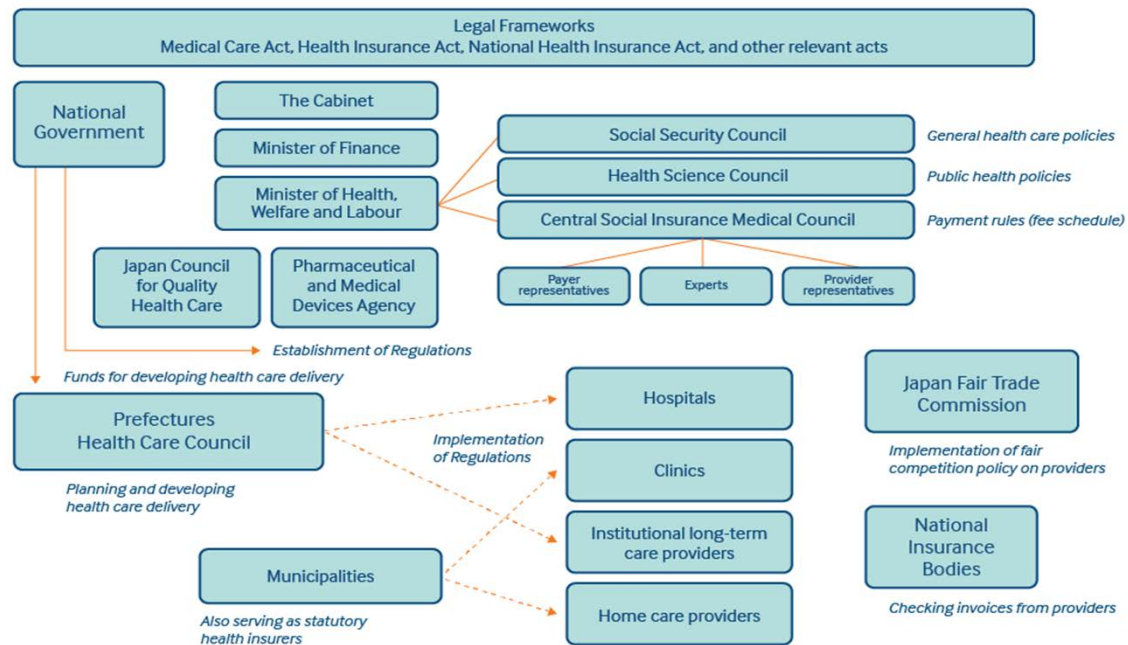 Legal Frameworks
Medical Care Act, Health Insurance Act, National Health Insurance Act, and other relevant acts
National
Government
The Cabinet
Minister of Finance
Minister of Health,
Welfare and Labour
Social Security Council
General health care policies
Health Science Council
Public health policies
Central Social Insurance Medical Council
Payment rules (fee schedule)
Payer
representatives
Experts
Provider
representatives
Japan Council
for Quality
Health Care
Pharmaceutical
and Medical
Devices Agency
Establishment of Regulations
Funds for developing health care delivery
Prefectures
Health Care Council
Planning and developing
health care delivery
Implementation
of Regulations
Municipalities
Also serving as statutory
health insurers
Hospitals
Clinics
Institutional long-term
care providers
Home care providers
Japan Fair Trade
Commission
Implementation of fair
competition policy on providers
National
Insurance
Bodies
Checking invoices from providers